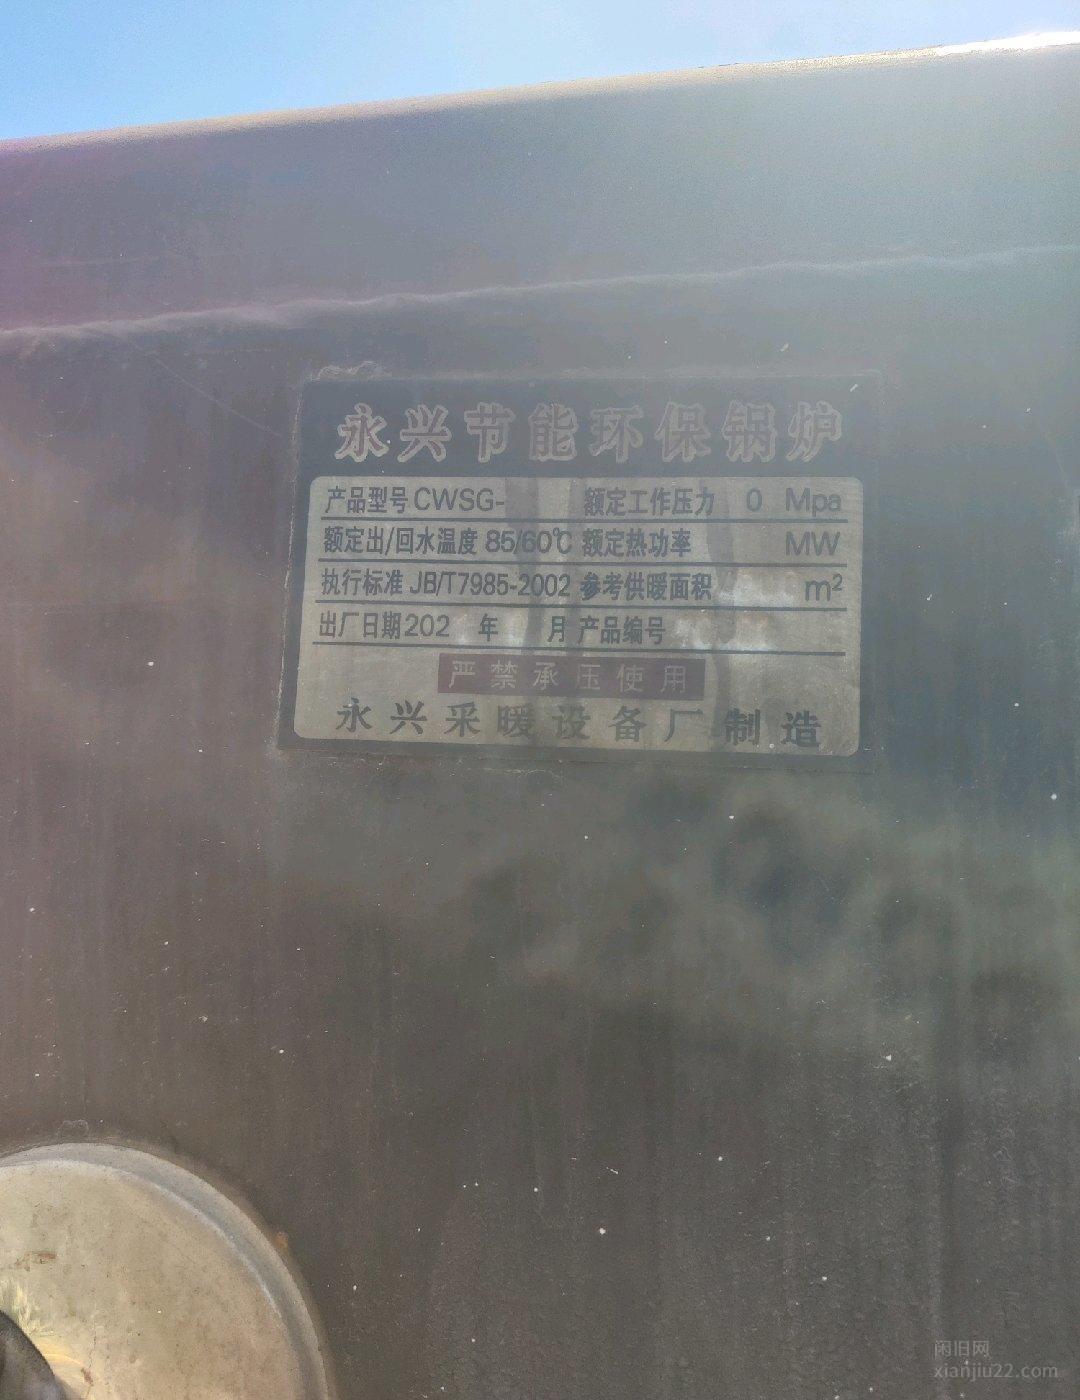 永兴节能环保锅炉
产品型号 CWSG- 额定工作压力 0 Mpa
额定出/回水温度 85/60℃ 额定热功率 MW
执行标准 JB/T7985-2002 参考供暖面积 m²
出厂日期 202 年 月 产品编号
严禁承压使用
永兴采暖设备厂制造
闲旧网
xianjiu22.com